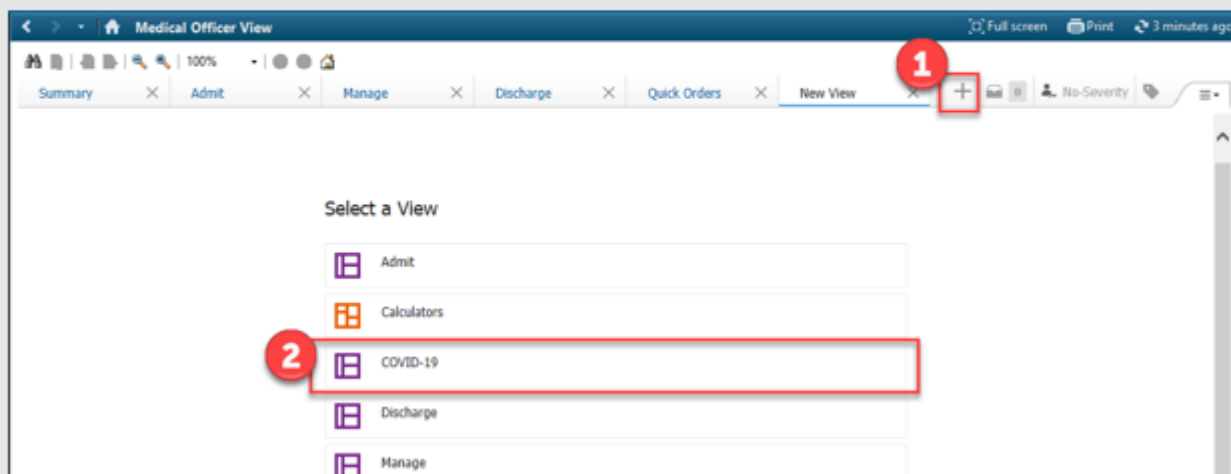 Medical Officer View Full screen Print 3 minutes ago
100%
1
Summary Admit Manage Discharge Quick Orders New View 0 No-Severity
Select a View
Admit
Calculators
2
COVID-19
Discharge
Manage